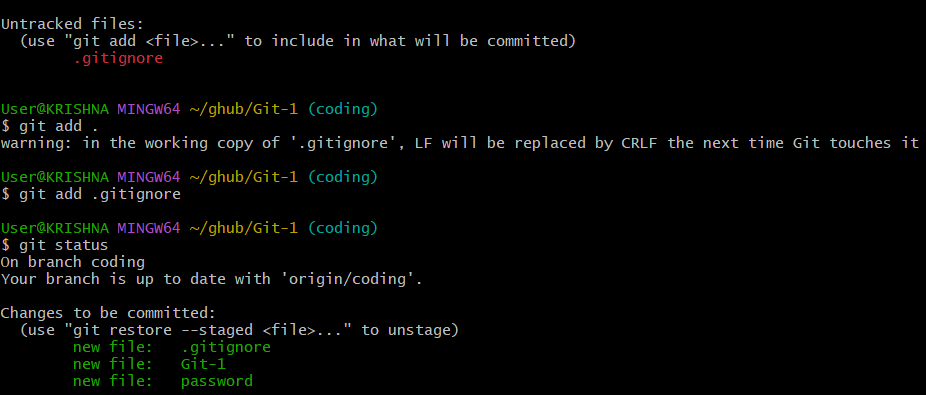 Untracked files:
  (use "git add <file>..." to include in what will be committed)
        .gitignore
User@KRISHNA MINGW64 ~/ghub/Git-1 (coding)
$ git add .
warning: in the working copy of '.gitignore', LF will be replaced by CRLF the next time Git touches it
User@KRISHNA MINGW64 ~/ghub/Git-1 (coding)
$ git add .gitignore
User@KRISHNA MINGW64 ~/ghub/Git-1 (coding)
$ git status
On branch coding
Your branch is up to date with 'origin/coding'.
Changes to be committed:
  (use "git restore --staged <file>..." to unstage)
        new file:   .gitignore
        new file:   Git-1
        new file:   password